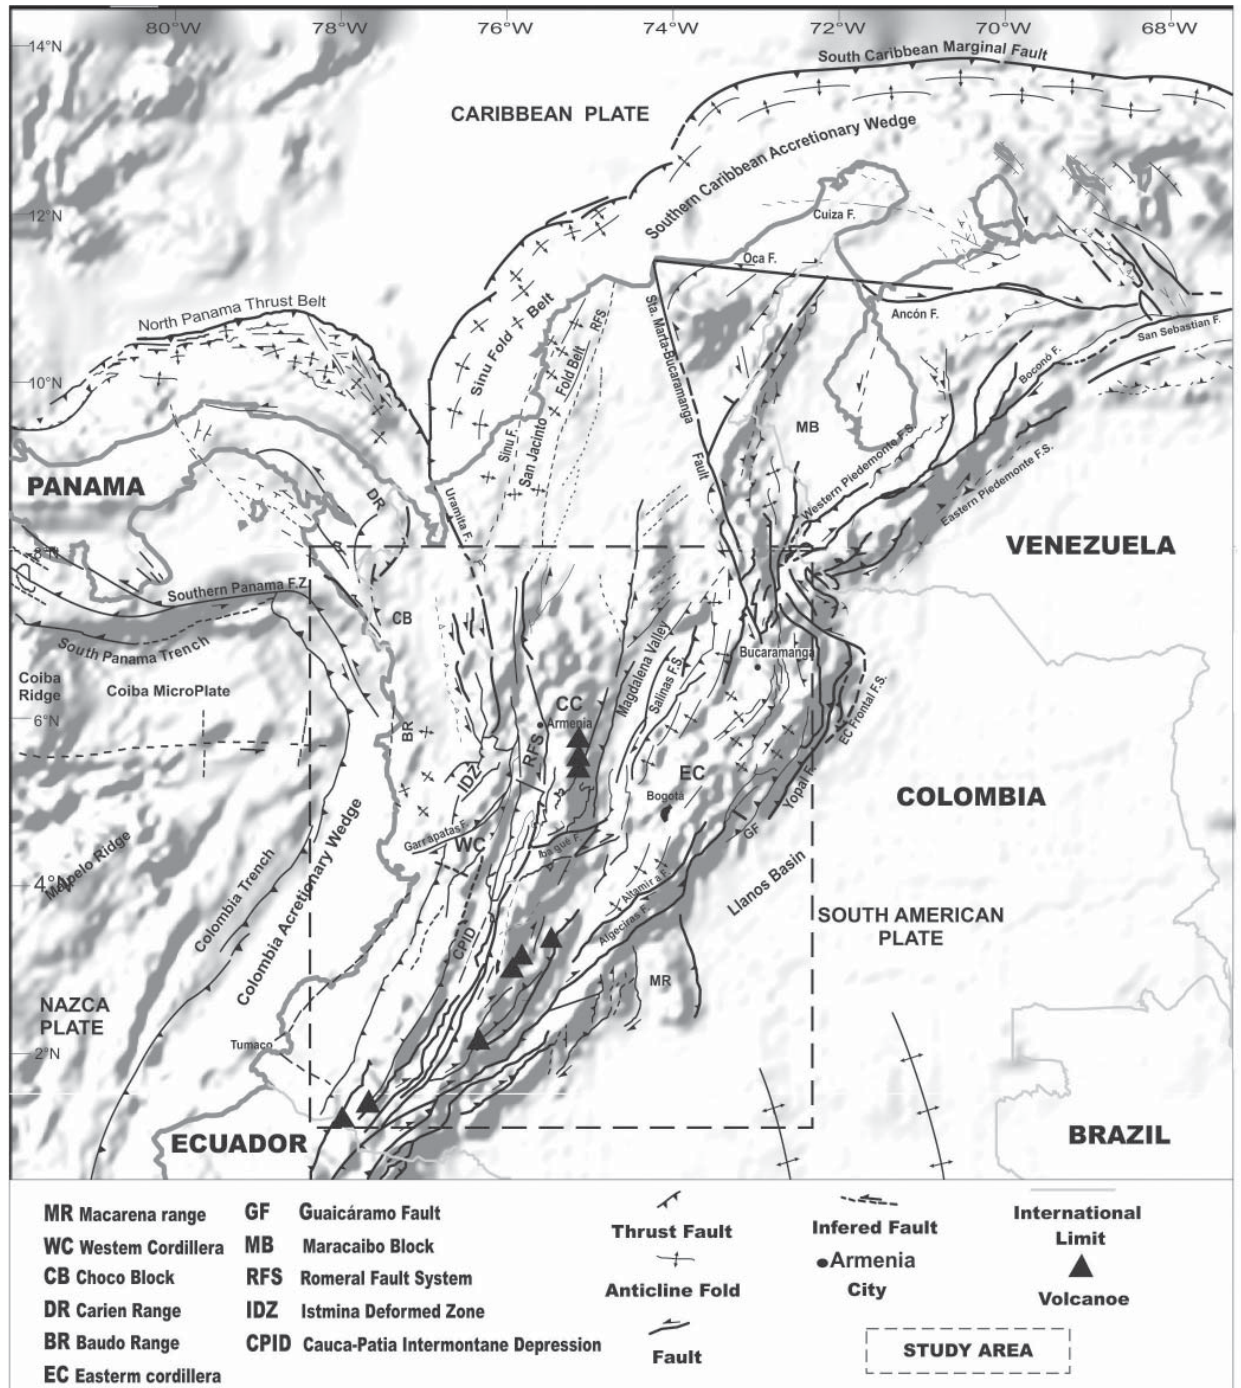 80°W 78°W 76°W 74°W 72°W 70°W 68°W
14°N
South Caribbean Marginal Fault
CARIBBEAN PLATE
Southern Caribbean Accretionary Wedge
12°N
Cuiza F.
Oca F.
Ancón F.
San Sebastian F.
Boconó F.
North Panama Thrust Belt
Sinu Fold Belt
RFS
Sta. Marta-Bucaramanga
Fault
10°N
Sinu F.
San Jacinto
Fold Belt
MB
Western Piedemonte F.S.
Eastern Piedemonte F.S.
PANAMA
DR
Uramita F.
VENEZUELA
8°N
Southern Panama F.Z.
South Panama Trench
CB
Coiba
Ridge
Coiba MicroPlate
Bucaramanga
Magdalena Valley
Salinas F.S.
EC Frontal F.S.
6°N
BR
CC
Armenia
RFS
IDZ
EC
Bogotá
Yopal F.
COLOMBIA
Garrapatas F.
WC
Ibagué F.
GF
Malpelo Ridge
4°N
Colombia Trench
Colombia Acretionary Wedge
Altamira F.
Algeciras F.
Llanos Basin
SOUTH AMERICAN
PLATE
CPID
MR
NAZCA
PLATE
Tumaco
2°N
ECUADOR
BRAZIL
MR Macarena range
WC Westem Cordillera
CB Choco Block
DR Carien Range
BR Baudo Range
EC Easterm cordillera
GF Guaicáramo Fault
MB Maracaibo Block
RFS Romeral Fault System
IDZ Istmina Deformed Zone
CPID Cauca-Patia Intermontane Depression
Thrust Fault
Anticline Fold
Fault
Infered Fault
Armenia
City
International
Limit
Volcanoe
STUDY AREA